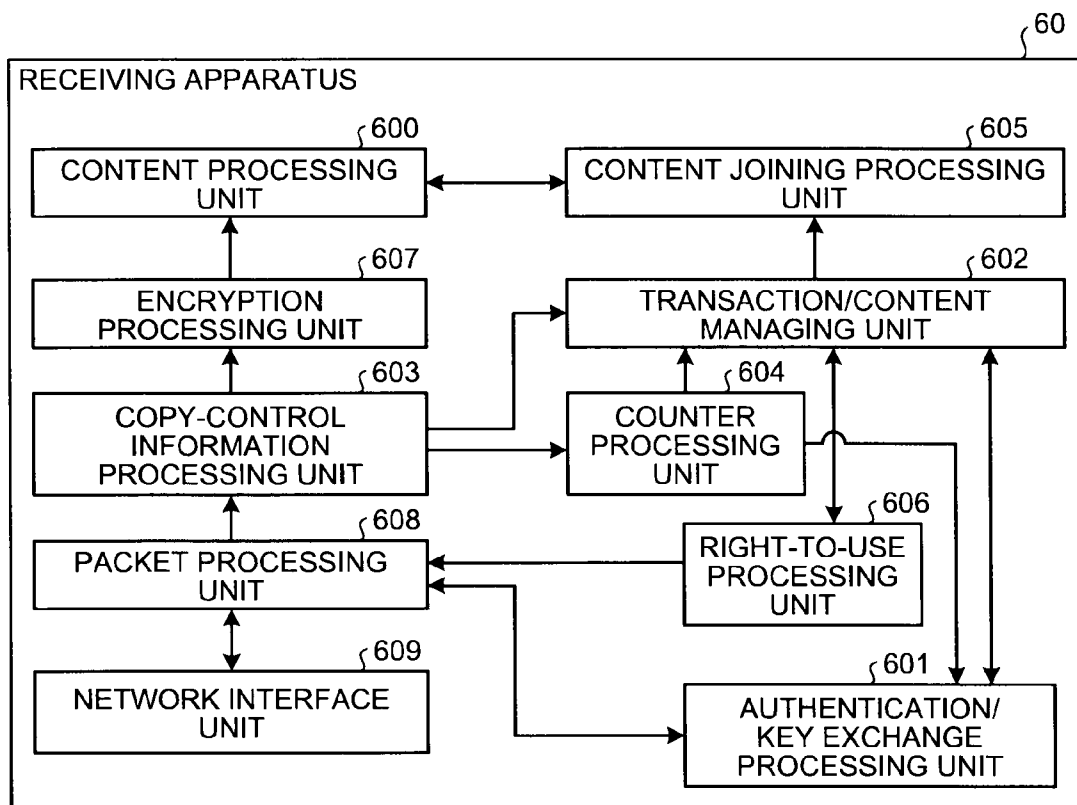 60
RECEIVING APPARATUS
600
CONTENT PROCESSING
UNIT
605
CONTENT JOINING PROCESSING
UNIT
607
ENCRYPTION
PROCESSING UNIT
602
TRANSACTION/CONTENT
MANAGING UNIT
603
COPY-CONTROL
INFORMATION
PROCESSING UNIT
604
COUNTER
PROCESSING
UNIT
608
PACKET PROCESSING
UNIT
606
RIGHT-TO-USE
PROCESSING
UNIT
609
NETWORK INTERFACE
UNIT
601
AUTHENTICATION/
KEY EXCHANGE
PROCESSING UNIT